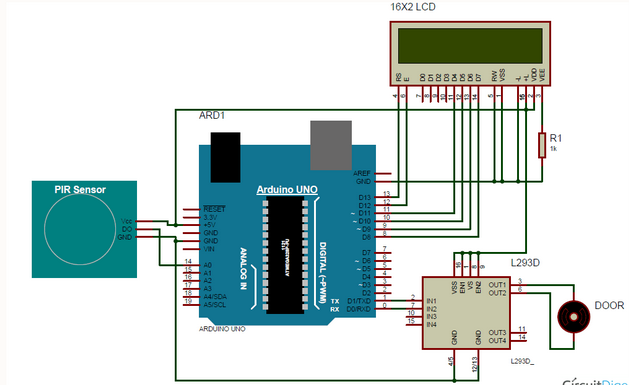 16X2 LCD
RS
E
D0
D1
D2
D3
D4
D5
D6
D7
RW
VSS
-L
+L
VDD
VEE
4
6
7
8
9
10
11
12
13
14
5
1
16
15
2
3
ARD1
R1
1k
PIR Sensor
Vss
DO
GND
Arduino UNO
AREF
GND
RESET
3.3V
+5V
GND
GND
VIN
D13
D12
~ D11
~ D10
~ D9
D8
13
12
11
10
9
8
ANALOG IN
DIGITAL (~PWM)
14
15
16
17
18
19
A0
A1
A2
A3
A4/SDA
A5/SCL
D7
~ D6
~ D5
D4
~ D3
D2
TX D1/TXD
RX D0/RXD
7
6
5
4
3
2
1
0
ARDUINO UNO
L293D
16
1
8
9
VSS
EN1
VS
EN2
2
7
10
15
IN1
IN2
IN3
IN4
OUT1
OUT2
OUT3
OUT4
3
6
11
14
GND
GND
4/5
12/13
L293D_
DOOR
CircuitDige